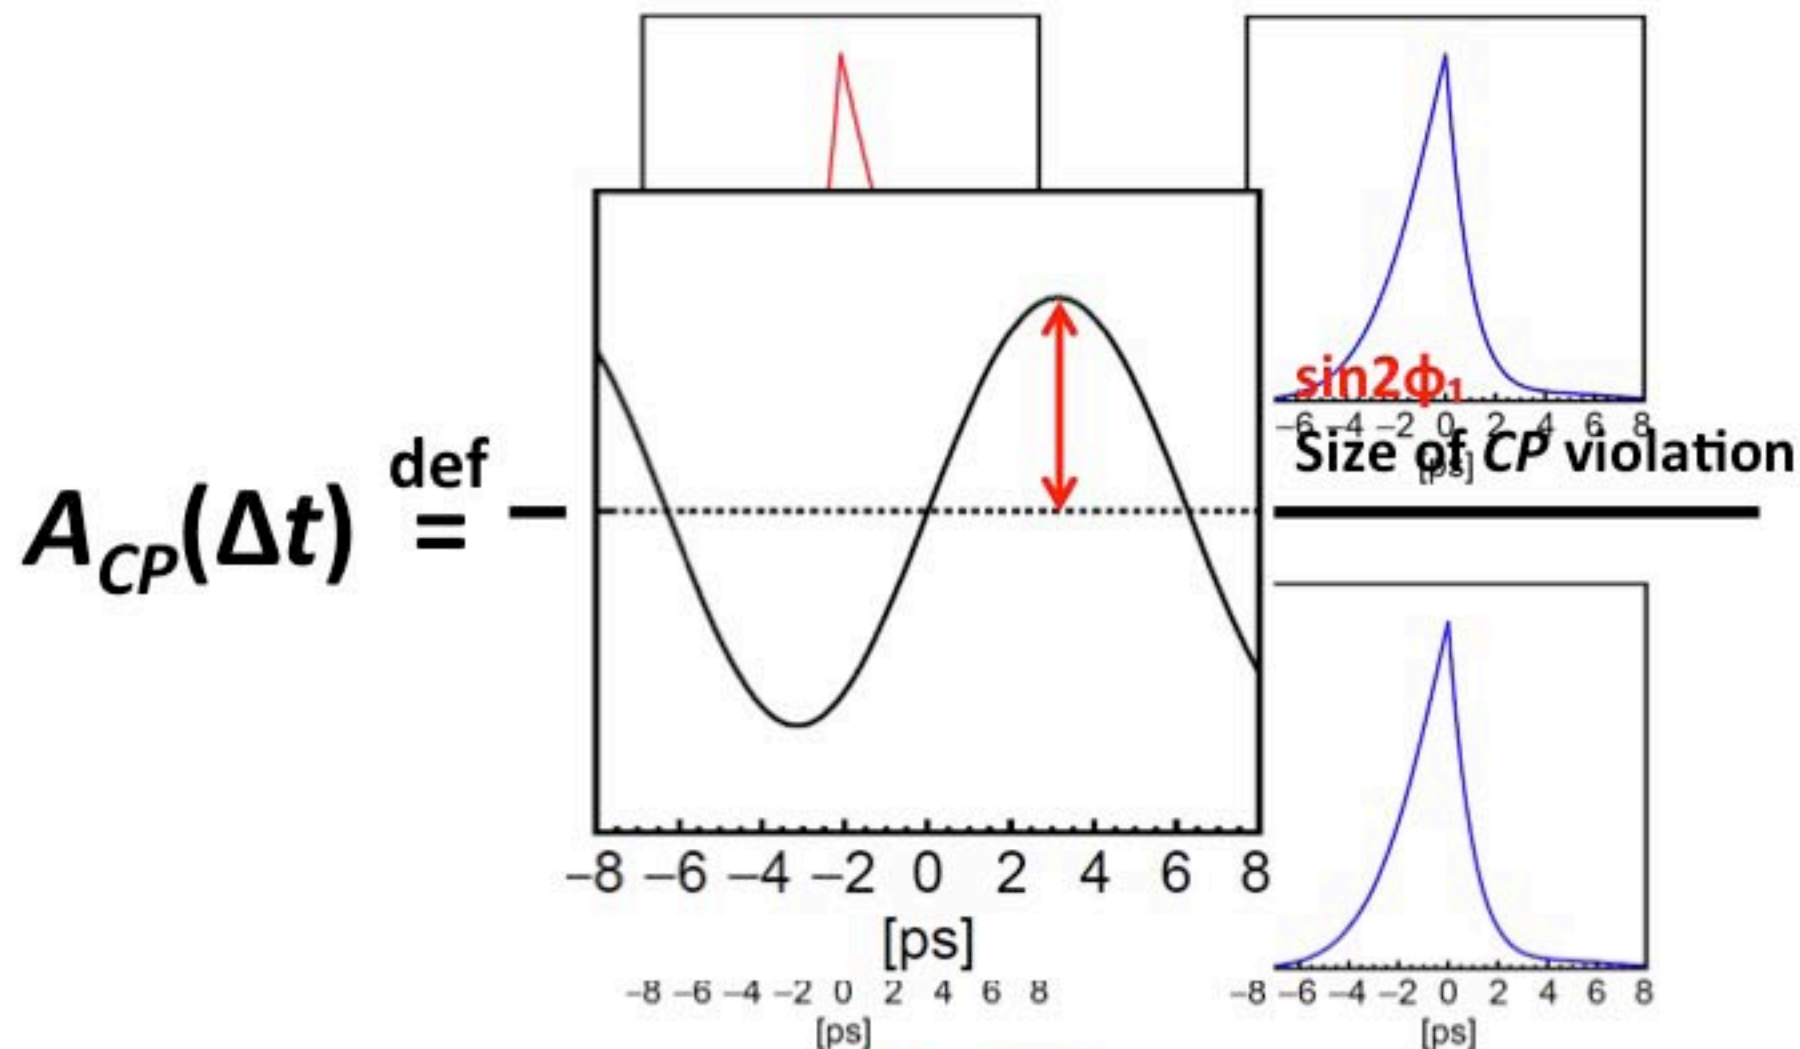 sin2ϕ₁
–6 –4 –2 0 2 4 6 8
[ps]
Size of CP violation
def
A_CP(Δt) = –
–8 –6 –4 –2 0 2 4 6 8
[ps]
–8 –6 –4 –2 0 2 4 6 8
[ps]
–8 –6 –4 –2 0 2 4 6 8
[ps]